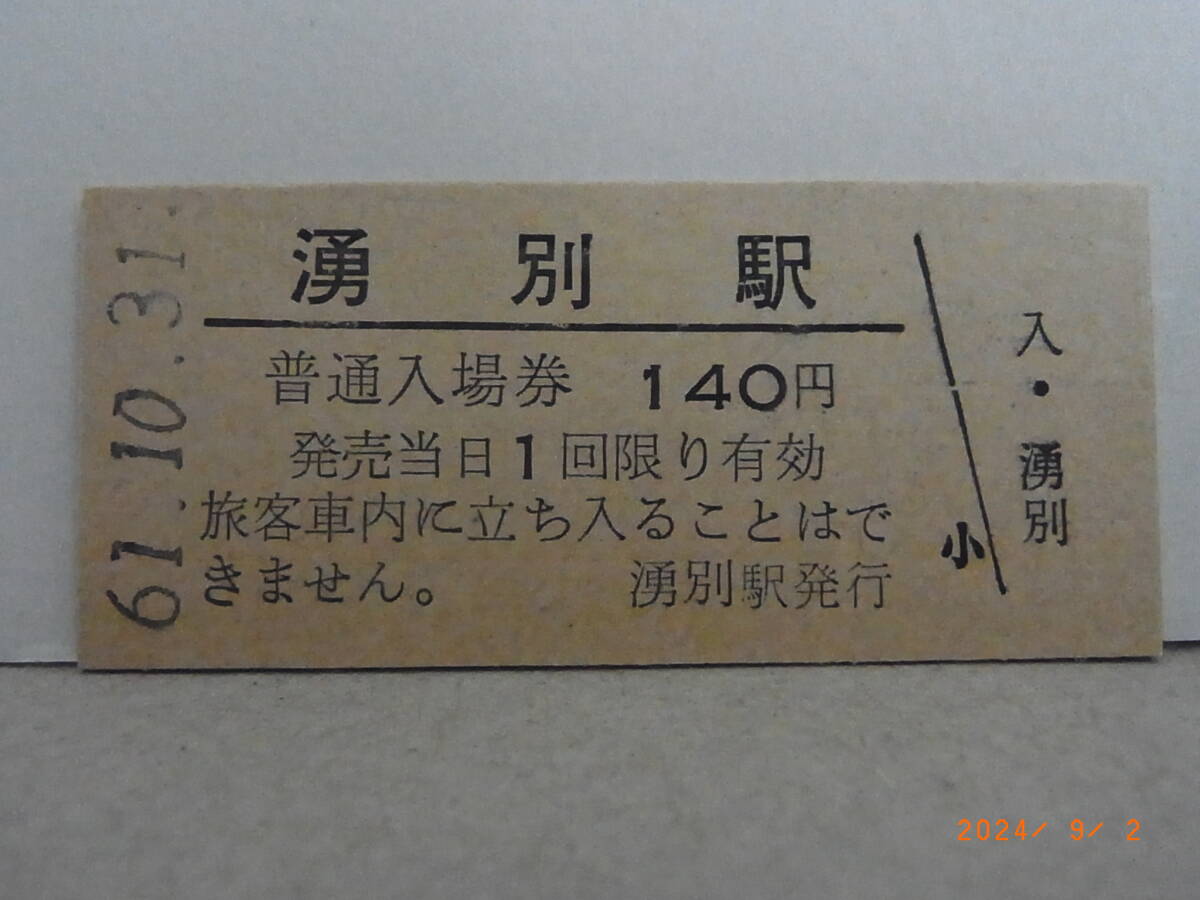 湧別駅
普通入場券 140円
発売当日1回限り有効
旅客車内に立ち入ることはで
きません。 湧別駅発行
小
入・湧別
61.10.31.
2024/ 9/ 2